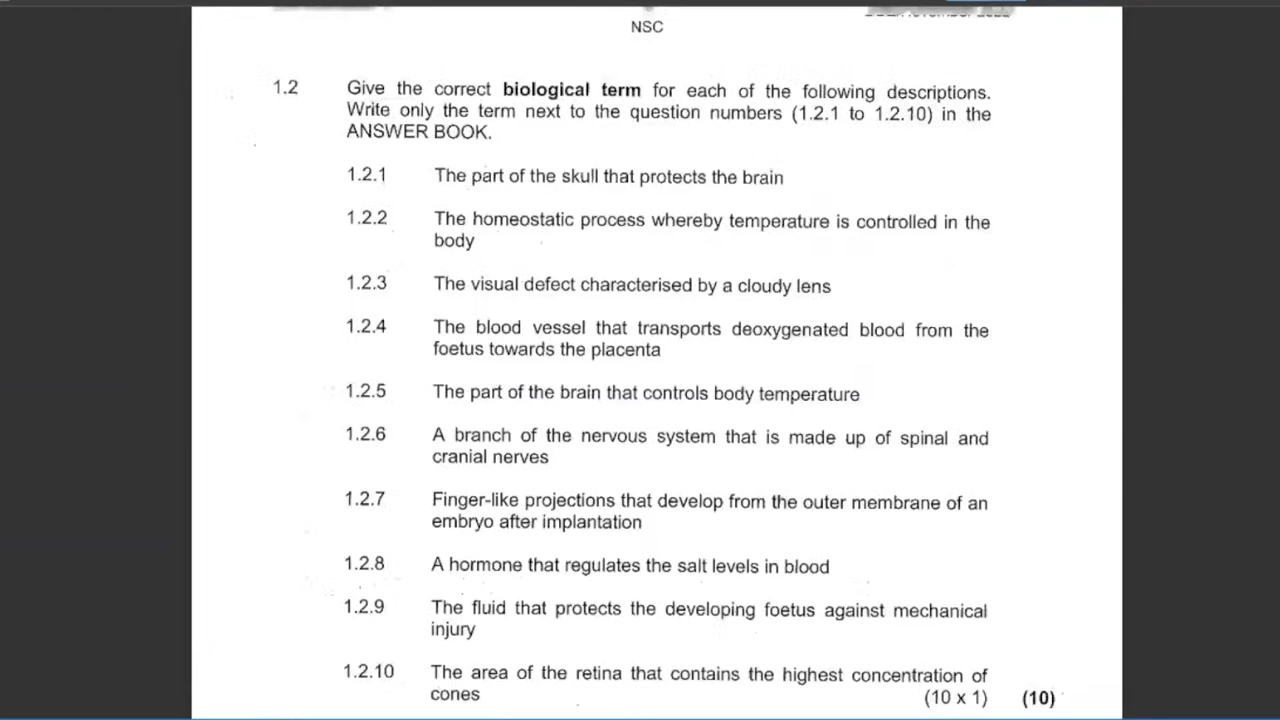 NSC
1.2 Give the correct biological term for each of the following descriptions.
Write only the term next to the question numbers (1.2.1 to 1.2.10) in the
ANSWER BOOK.
1.2.1 The part of the skull that protects the brain
1.2.2 The homeostatic process whereby temperature is controlled in the
body
1.2.3 The visual defect characterised by a cloudy lens
1.2.4 The blood vessel that transports deoxygenated blood from the
foetus towards the placenta
1.2.5 The part of the brain that controls body temperature
1.2.6 A branch of the nervous system that is made up of spinal and
cranial nerves
1.2.7 Finger-like projections that develop from the outer membrane of an
embryo after implantation
1.2.8 A hormone that regulates the salt levels in blood
1.2.9 The fluid that protects the developing foetus against mechanical
injury
1.2.10 The area of the retina that contains the highest concentration of
cones (10 x 1) (10)